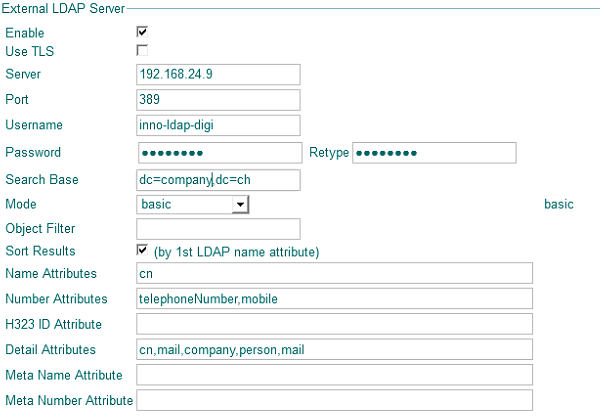 External LDAP Server
Enable
Use TLS
Server 192.168.24.9
Port 389
Username inno-ldap-digi
Password ●●●●●●●● Retype ●●●●●●●●
Search Base dc=company,dc=ch
Mode basic basic
Object Filter
Sort Results (by 1st LDAP name attribute)
Name Attributes cn
Number Attributes telephoneNumber,mobile
H323 ID Attribute
Detail Attributes cn,mail,company,person,mail
Meta Name Attribute
Meta Number Attribute